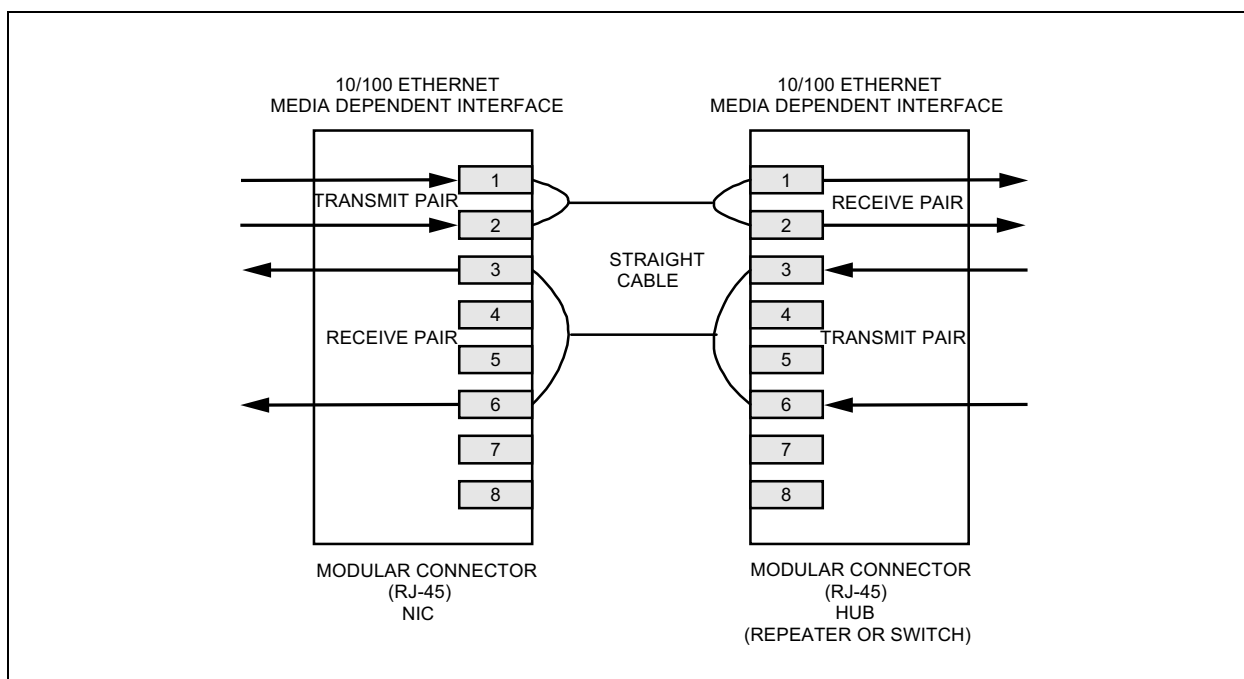 10/100 ETHERNET
MEDIA DEPENDENT INTERFACE
10/100 ETHERNET
MEDIA DEPENDENT INTERFACE
1
TRANSMIT PAIR
2
3
4
RECEIVE PAIR
5
6
7
8
STRAIGHT
CABLE
1
RECEIVE PAIR
2
3
4
TRANSMIT PAIR
5
6
7
8
MODULAR CONNECTOR
(RJ-45)
NIC
MODULAR CONNECTOR
(RJ-45)
HUB
(REPEATER OR SWITCH)